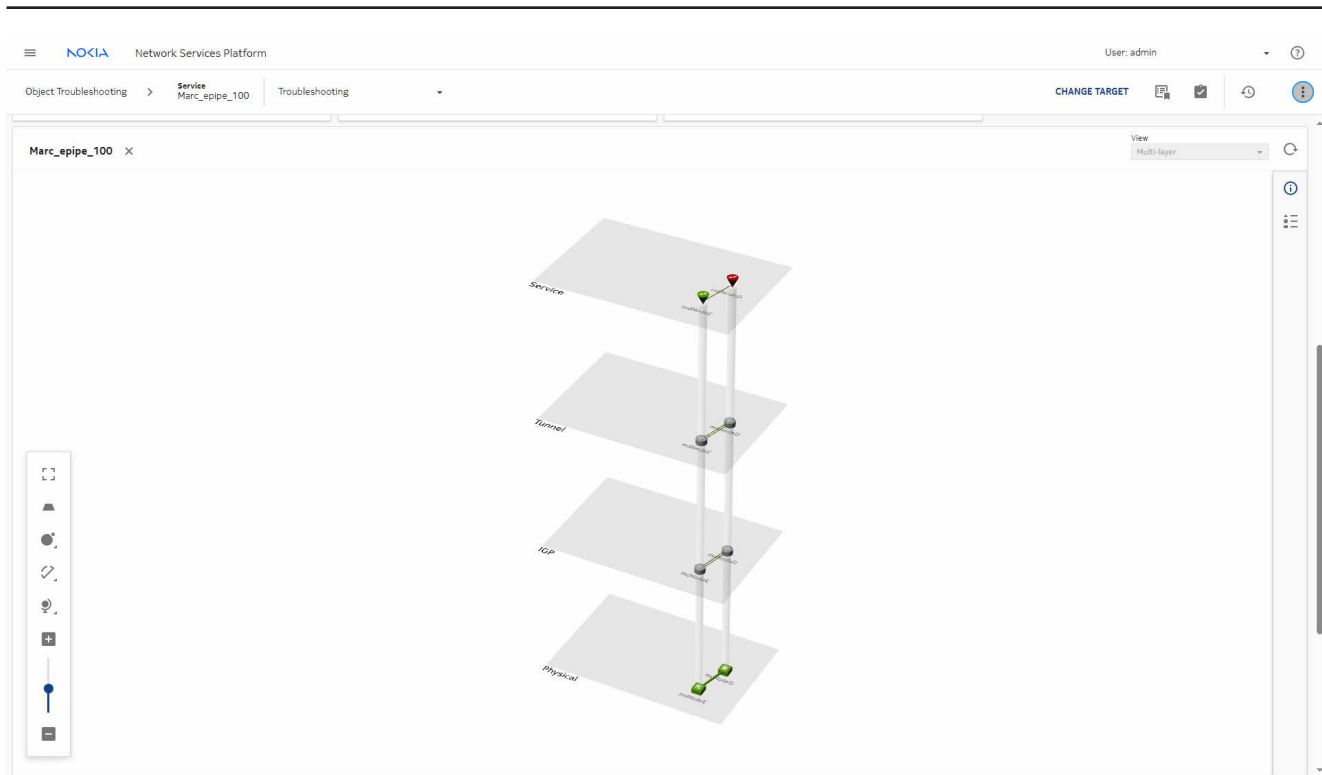 NOKIA Network Services Platform User: admin
Object Troubleshooting > Service Marc_epipe_100 Troubleshooting CHANGE TARGET
Marc_epipe_100 View
Multi-layer
Service
Tunnel
IGP
Physical